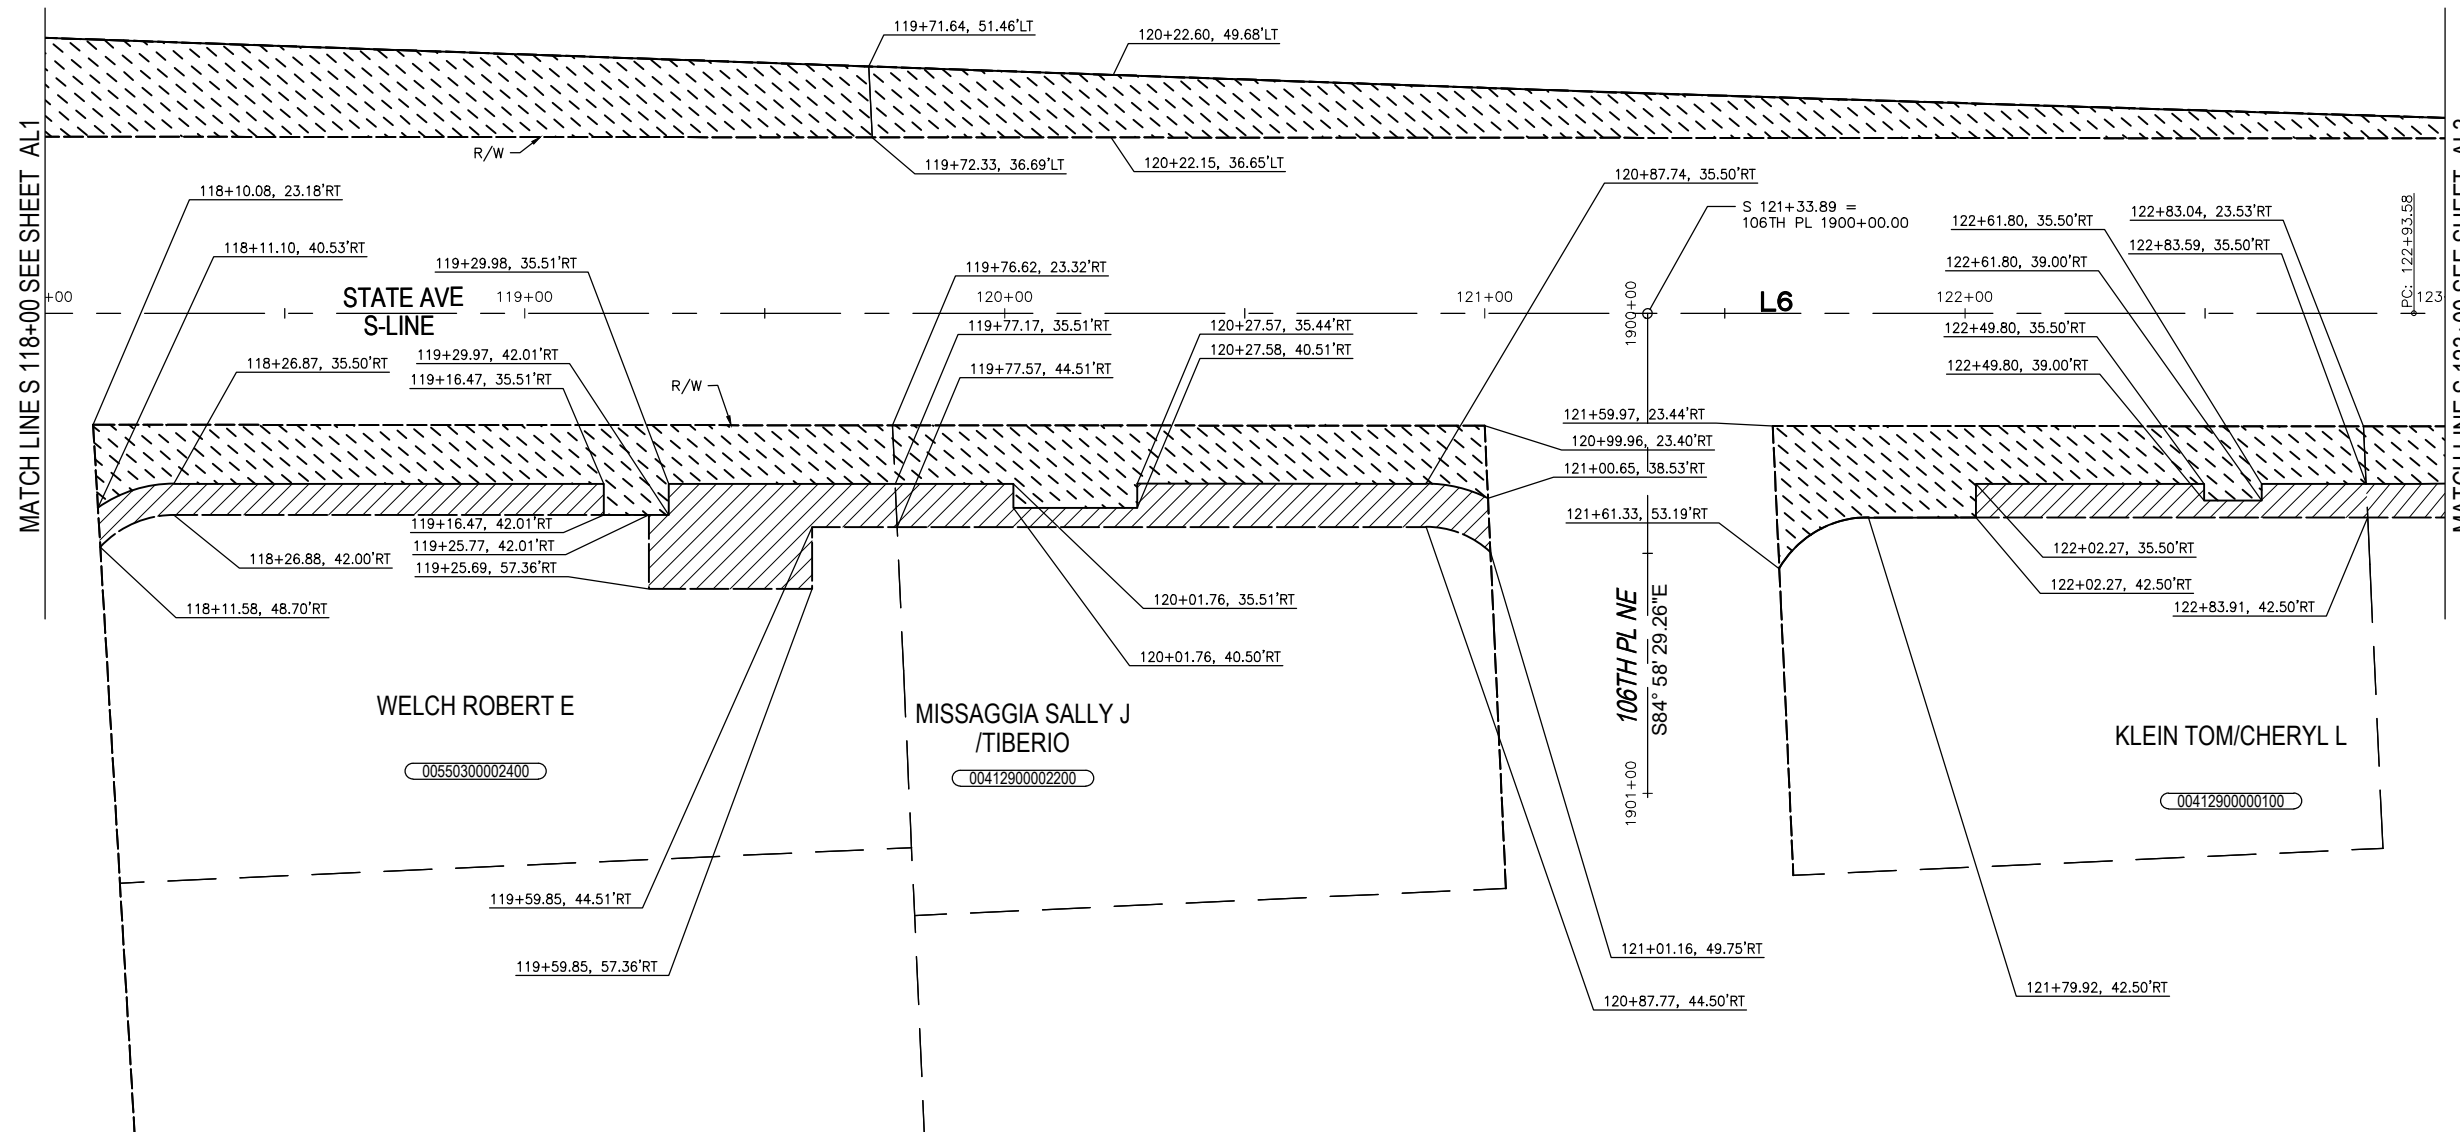 119+71.64, 51.46'LT
120+22.60, 49.68'LT
R/W
119+72.33, 36.69'LT
120+22.15, 36.65'LT
118+10.08, 23.18'RT
118+11.10, 40.53'RT
119+29.98, 35.51'RT
119+76.62, 23.32'RT
120+87.74, 35.50'RT
S 121+33.89 =
106TH PL 1900+00.00
122+61.80, 35.50'RT
122+83.04, 23.53'RT
122+83.59, 35.50'RT
122+61.80, 39.00'RT
PC: 122+93.58
MATCH LINE S 118+00 SEE SHEET AL1
+00
STATE AVE
S-LINE
119+00
120+00
121+00
1900+00
L6
122+00
123
118+26.87, 35.50'RT
119+29.97, 42.01'RT
119+16.47, 35.51'RT
R/W
119+77.17, 35.51'RT
119+77.57, 44.51'RT
120+27.57, 35.44'RT
120+27.58, 40.51'RT
122+49.80, 35.50'RT
122+49.80, 39.00'RT
121+59.97, 23.44'RT
120+99.96, 23.40'RT
121+00.65, 38.53'RT
121+61.33, 53.19'RT
119+16.47, 42.01'RT
119+25.77, 42.01'RT
119+25.69, 57.36'RT
118+26.88, 42.00'RT
118+11.58, 48.70'RT
120+01.76, 35.51'RT
120+01.76, 40.50'RT
122+02.27, 35.50'RT
122+02.27, 42.50'RT
122+83.91, 42.50'RT
106TH PL NE
S84° 58' 29.26"E
1901+00
WELCH ROBERT E
00550300002400
MISSAGGIA SALLY J
/TIBERIO
00412900002200
KLEIN TOM/CHERYL L
00412900000100
119+59.85, 44.51'RT
119+59.85, 57.36'RT
121+01.16, 49.75'RT
120+87.77, 44.50'RT
121+79.92, 42.50'RT